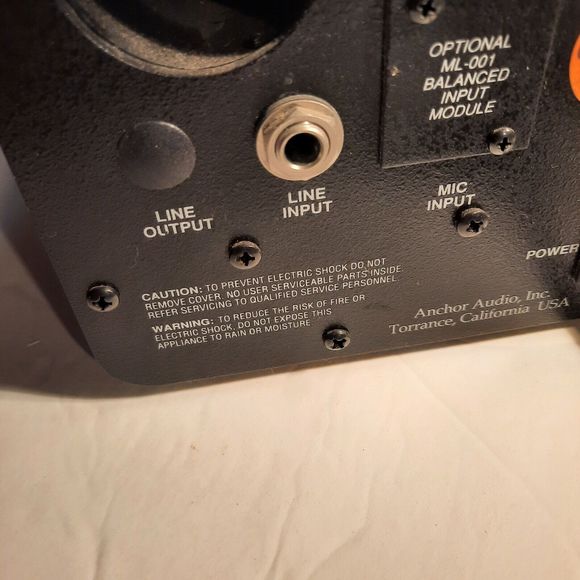 OPTIONAL
ML-001
BALANCED
INPUT
MODULE
LINE
OUTPUT
LINE
INPUT
MIC
INPUT
POWER
CAUTION: TO PREVENT ELECTRIC SHOCK DO NOT
REMOVE COVER. NO USER SERVICEABLE PARTS INSIDE.
REFER SERVICING TO QUALIFIED SERVICE PERSONNEL.
WARNING: TO REDUCE THE RISK OF FIRE OR
ELECTRIC SHOCK, DO NOT EXPOSE THIS
APPLIANCE TO RAIN OR MOISTURE
Anchor Audio, Inc.
Torrance, California USA